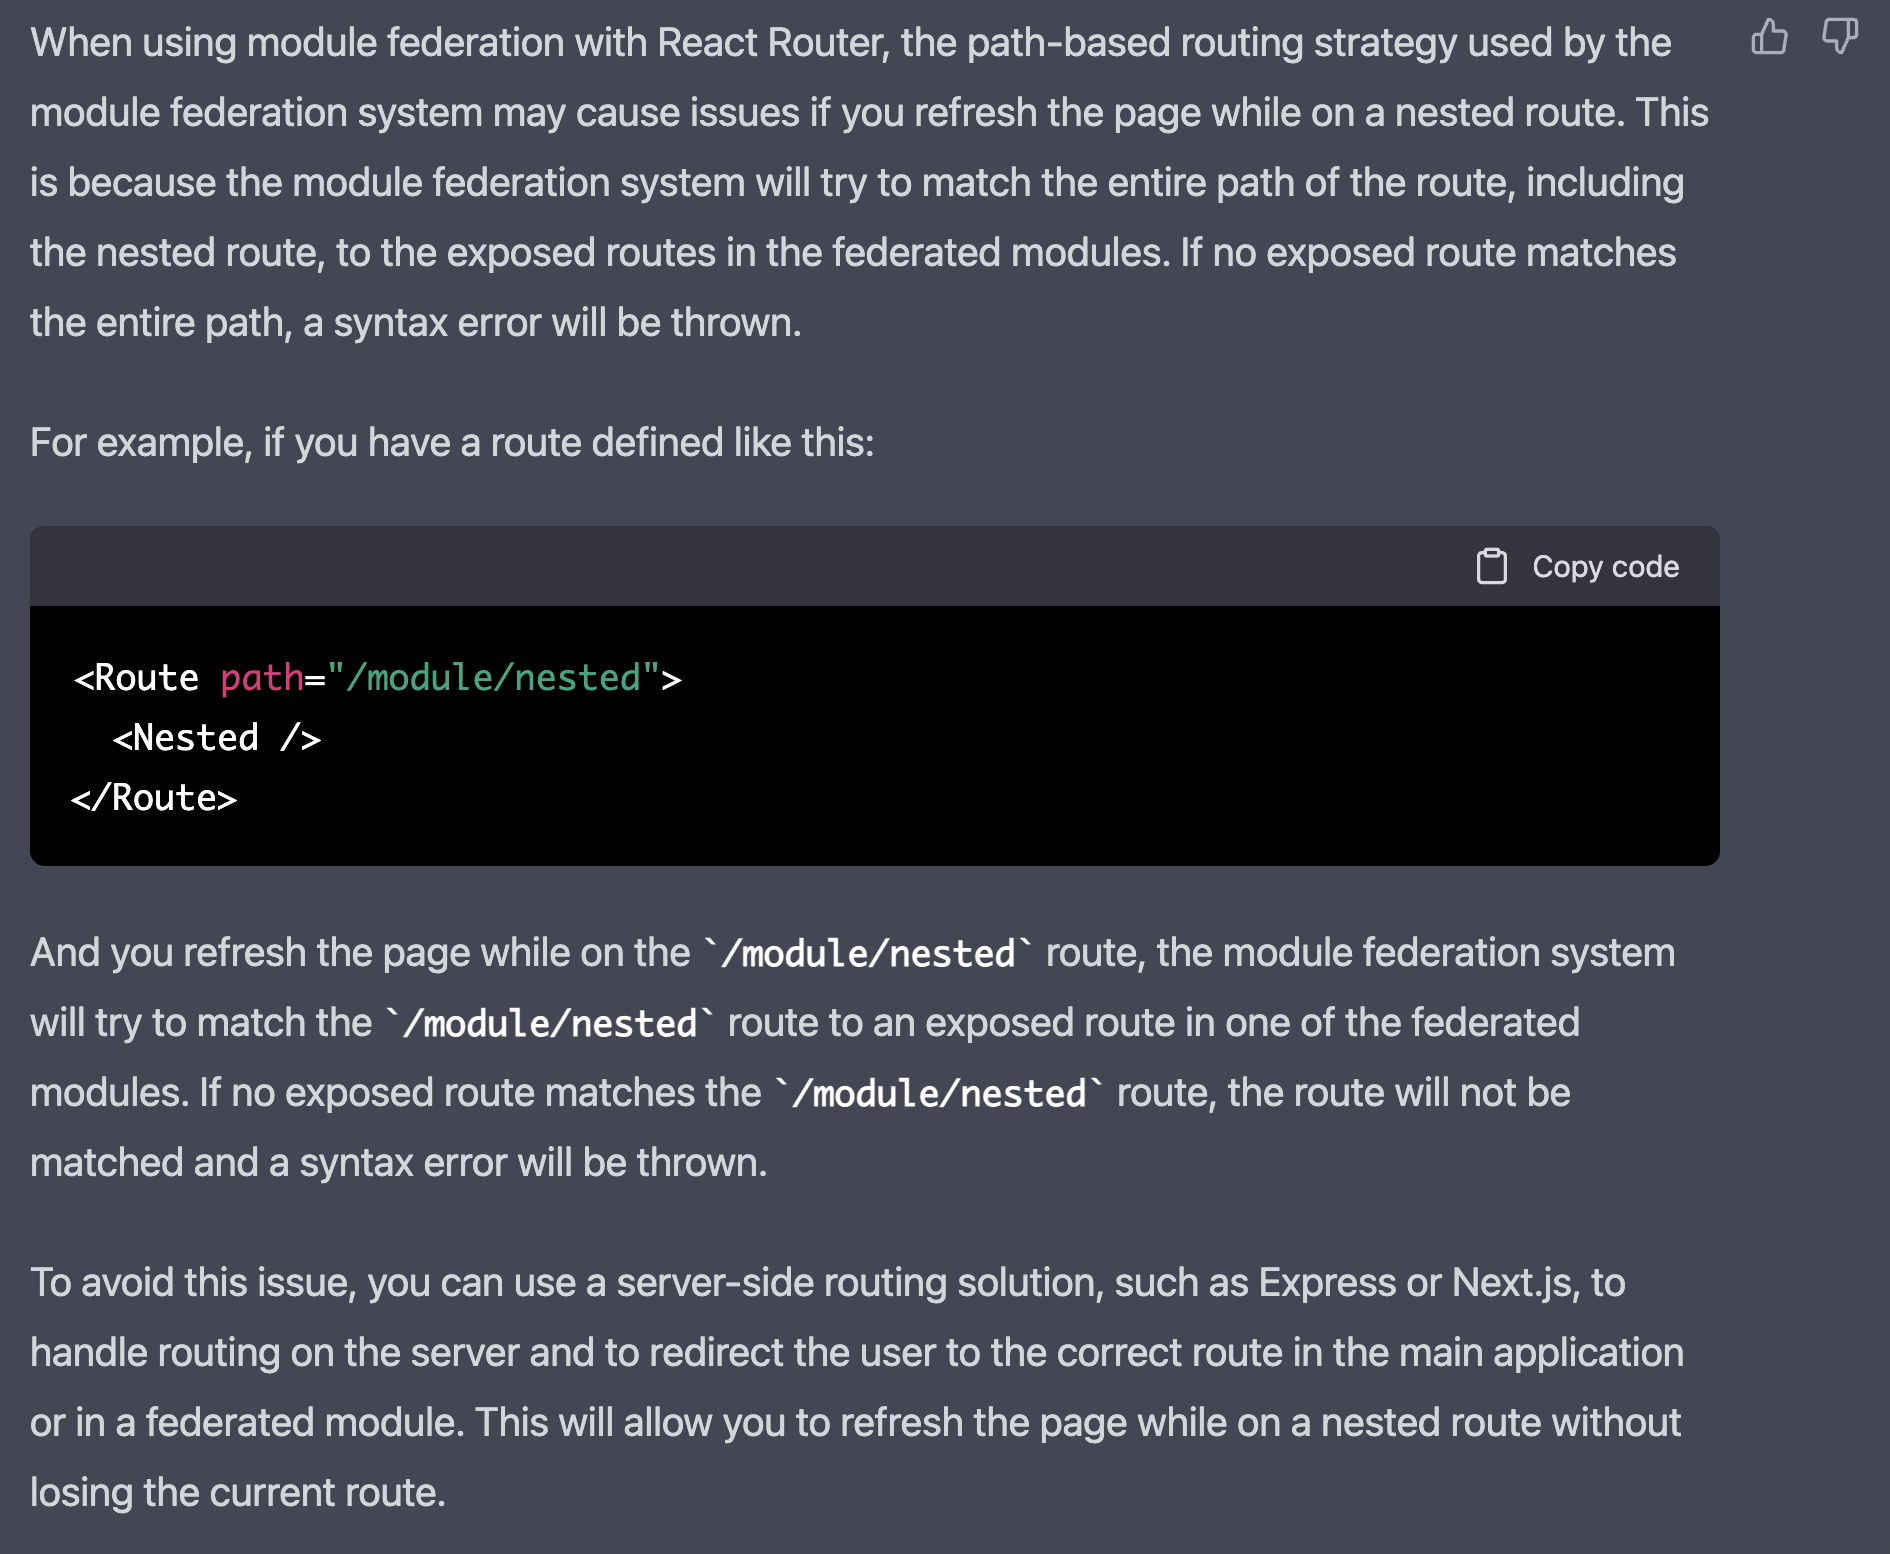 When using module federation with React Router, the path-based routing strategy used by the
module federation system may cause issues if you refresh the page while on a nested route. This
is because the module federation system will try to match the entire path of the route, including
the nested route, to the exposed routes in the federated modules. If no exposed route matches
the entire path, a syntax error will be thrown.
For example, if you have a route defined like this:
Copy code
<Route path="/module/nested">
  <Nested />
</Route>
And you refresh the page while on the `/module/nested` route, the module federation system
will try to match the `/module/nested` route to an exposed route in one of the federated
modules. If no exposed route matches the `/module/nested` route, the route will not be
matched and a syntax error will be thrown.
To avoid this issue, you can use a server-side routing solution, such as Express or Next.js, to
handle routing on the server and to redirect the user to the correct route in the main application
or in a federated module. This will allow you to refresh the page while on a nested route without
losing the current route.